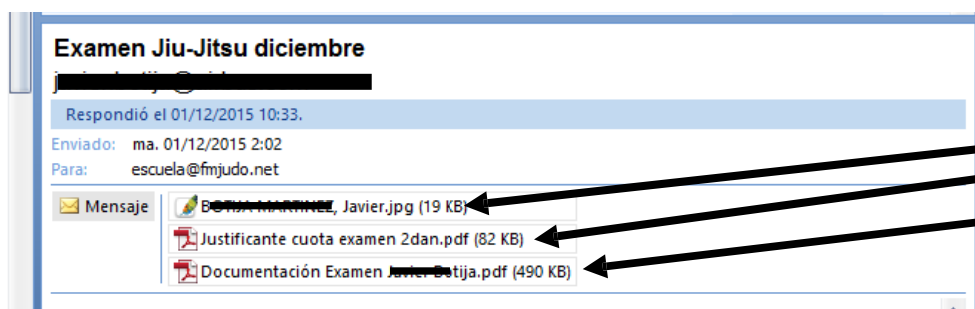 Examen Jiu-Jitsu diciembre
Respondió el 01/12/2015 10:33.
Enviado: ma. 01/12/2015 2:02
Para: escuela@fmjudo.net
Mensaje
, Javier.jpg (19 KB)
Justificante cuota examen 2dan.pdf (82 KB)
Documentación Examen tija.pdf (490 KB)